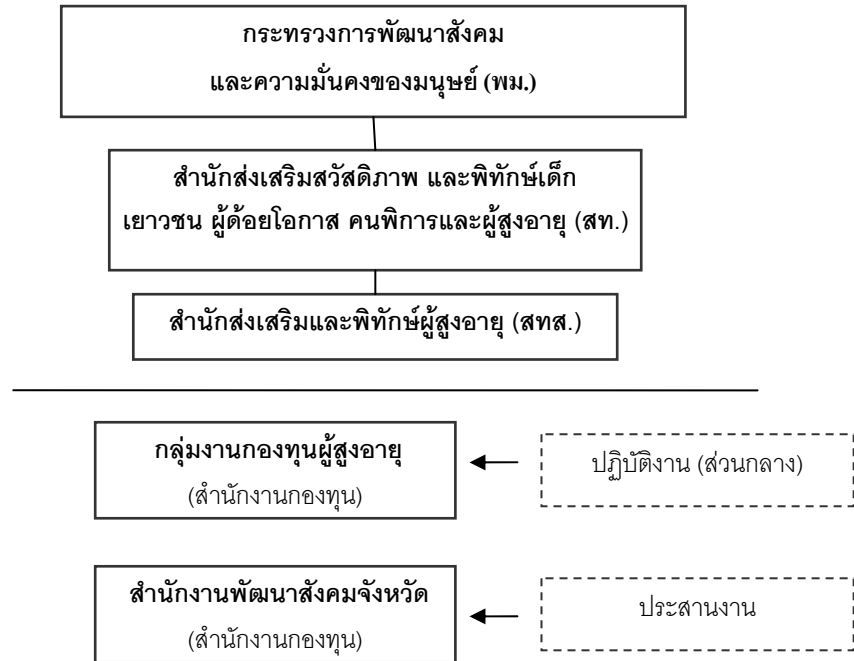 กระทรวงการพัฒนาสังคม
และความมั่นคงของมนุษย์ (พม.)
สำนักส่งเสริมสวัสดิภาพ และพิทักษ์เด็ก
เยาวชน ผู้ด้อยโอกาส คนพิการและผู้สูงอายุ (สท.)
สำนักส่งเสริมและพิทักษ์ผู้สูงอายุ (สทส.)
กลุ่มงานกองทุนผู้สูงอายุ
(สำนักงานกองทุน)
ปฏิบัติงาน (ส่วนกลาง)
สำนักงานพัฒนาสังคมจังหวัด
(สำนักงานกองทุน)
ประสานงาน